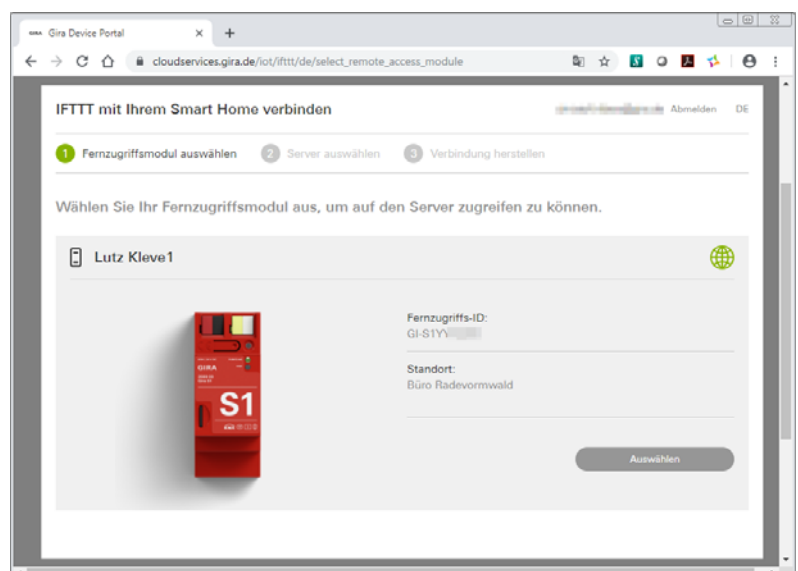 Gira Device Portal
cloudservices.gira.de/iot/ifttt/de/select_remote_access_module
IFTTT mit Ihrem Smart Home verbinden
Abmelden DE
1 Fernzugriffsmodul auswählen 2 Server auswählen 3 Verbindung herstellen
Wählen Sie Ihr Fernzugriffsmodul aus, um auf den Server zugreifen zu können.
Lutz Kleve1
Fernzugriffs-ID:
GI-S1YY
Standort:
Büro Radevormwald
GIRA
S1
Auswählen